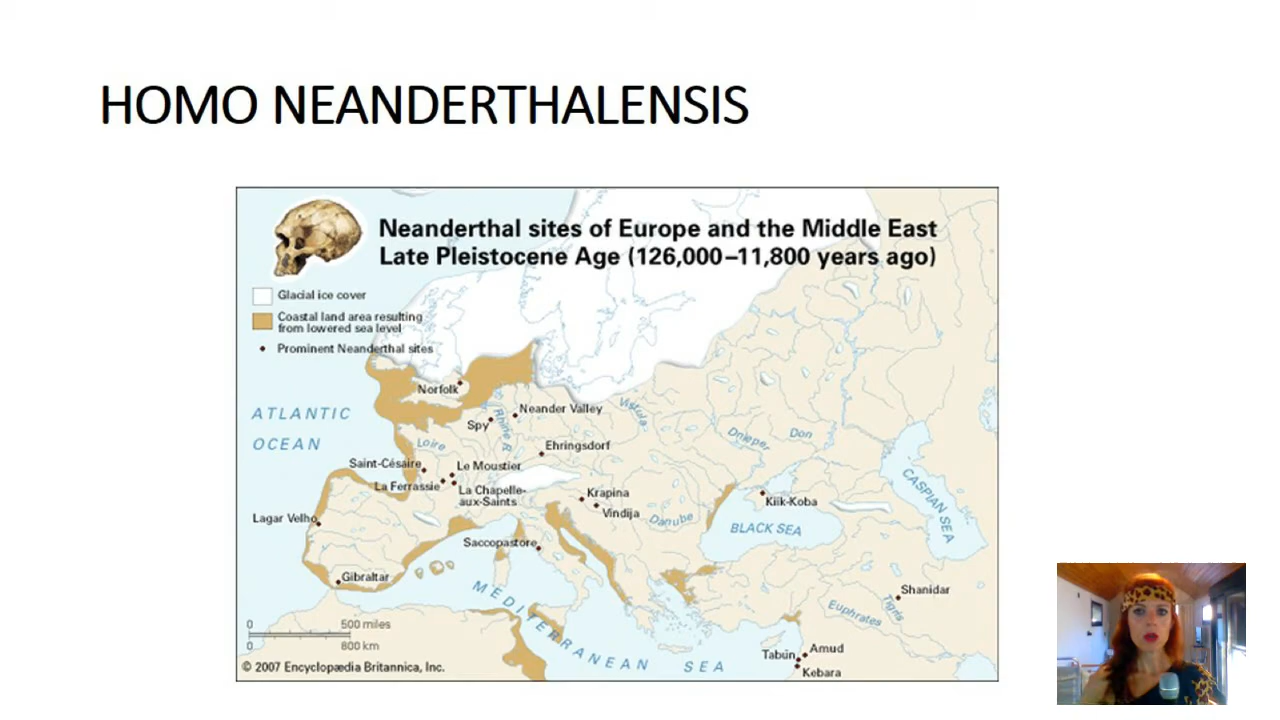 HOMO NEANDERTHALENSIS
Neanderthal sites of Europe and the Middle East
Late Pleistocene Age (126,000–11,800 years ago)
Glacial ice cover
Coastal land area resulting
from lowered sea level
Prominent Neanderthal sites
Norfolk
ATLANTIC
OCEAN
Neander Valley
Spy
Rhine R.
Vistula
Loire
Ehringsdorf
Dnieper
Don
Saint-Césaire
Le Moustier
La Ferrassie
La Chapelle-
aux-Saints
Krapina
Vindija
Danube
Kiik-Koba
BLACK SEA
CASPIAN SEA
Lagar Velho
Saccopastore
Gibraltar
MEDITERRANEAN SEA
Shanidar
Euphrates
Tigris
Tabūn
Amud
Kebara
0 500 miles
0 800 km
© 2007 Encyclopædia Britannica, Inc.